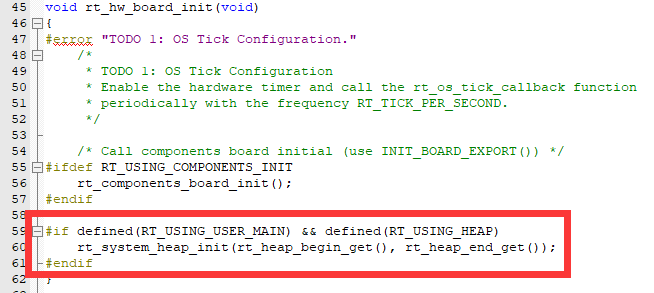 45 void rt_hw_board_init(void)
46 {
47 #error "TODO 1: OS Tick Configuration."
48 /*
49 * TODO 1: OS Tick Configuration
50 * Enable the hardware timer and call the rt_os_tick_callback function
51 * periodically with the frequency RT_TICK_PER_SECOND.
52 */
53
54 /* Call components board initial (use INIT_BOARD_EXPORT()) */
55 #ifdef RT_USING_COMPONENTS_INIT
56 rt_components_board_init();
57 #endif
58
59 #if defined(RT_USING_USER_MAIN) && defined(RT_USING_HEAP)
60 rt_system_heap_init(rt_heap_begin_get(), rt_heap_end_get());
61 #endif
62 }